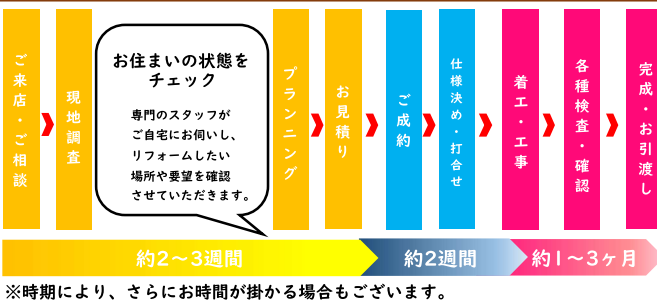 ご来店・ご相談
現地調査
お住まいの状態を
チェック
専門のスタッフが
ご自宅にお伺いし、
リフォームしたい
場所や要望を確認
させていただきます。
プランニング
お見積り
ご成約
仕様決め・打合せ
着工・工事
各種検査・確認
完成・お引渡し
約2～3週間
約2週間
約1～3ヶ月
※時期により、さらにお時間が掛かる場合もございます。